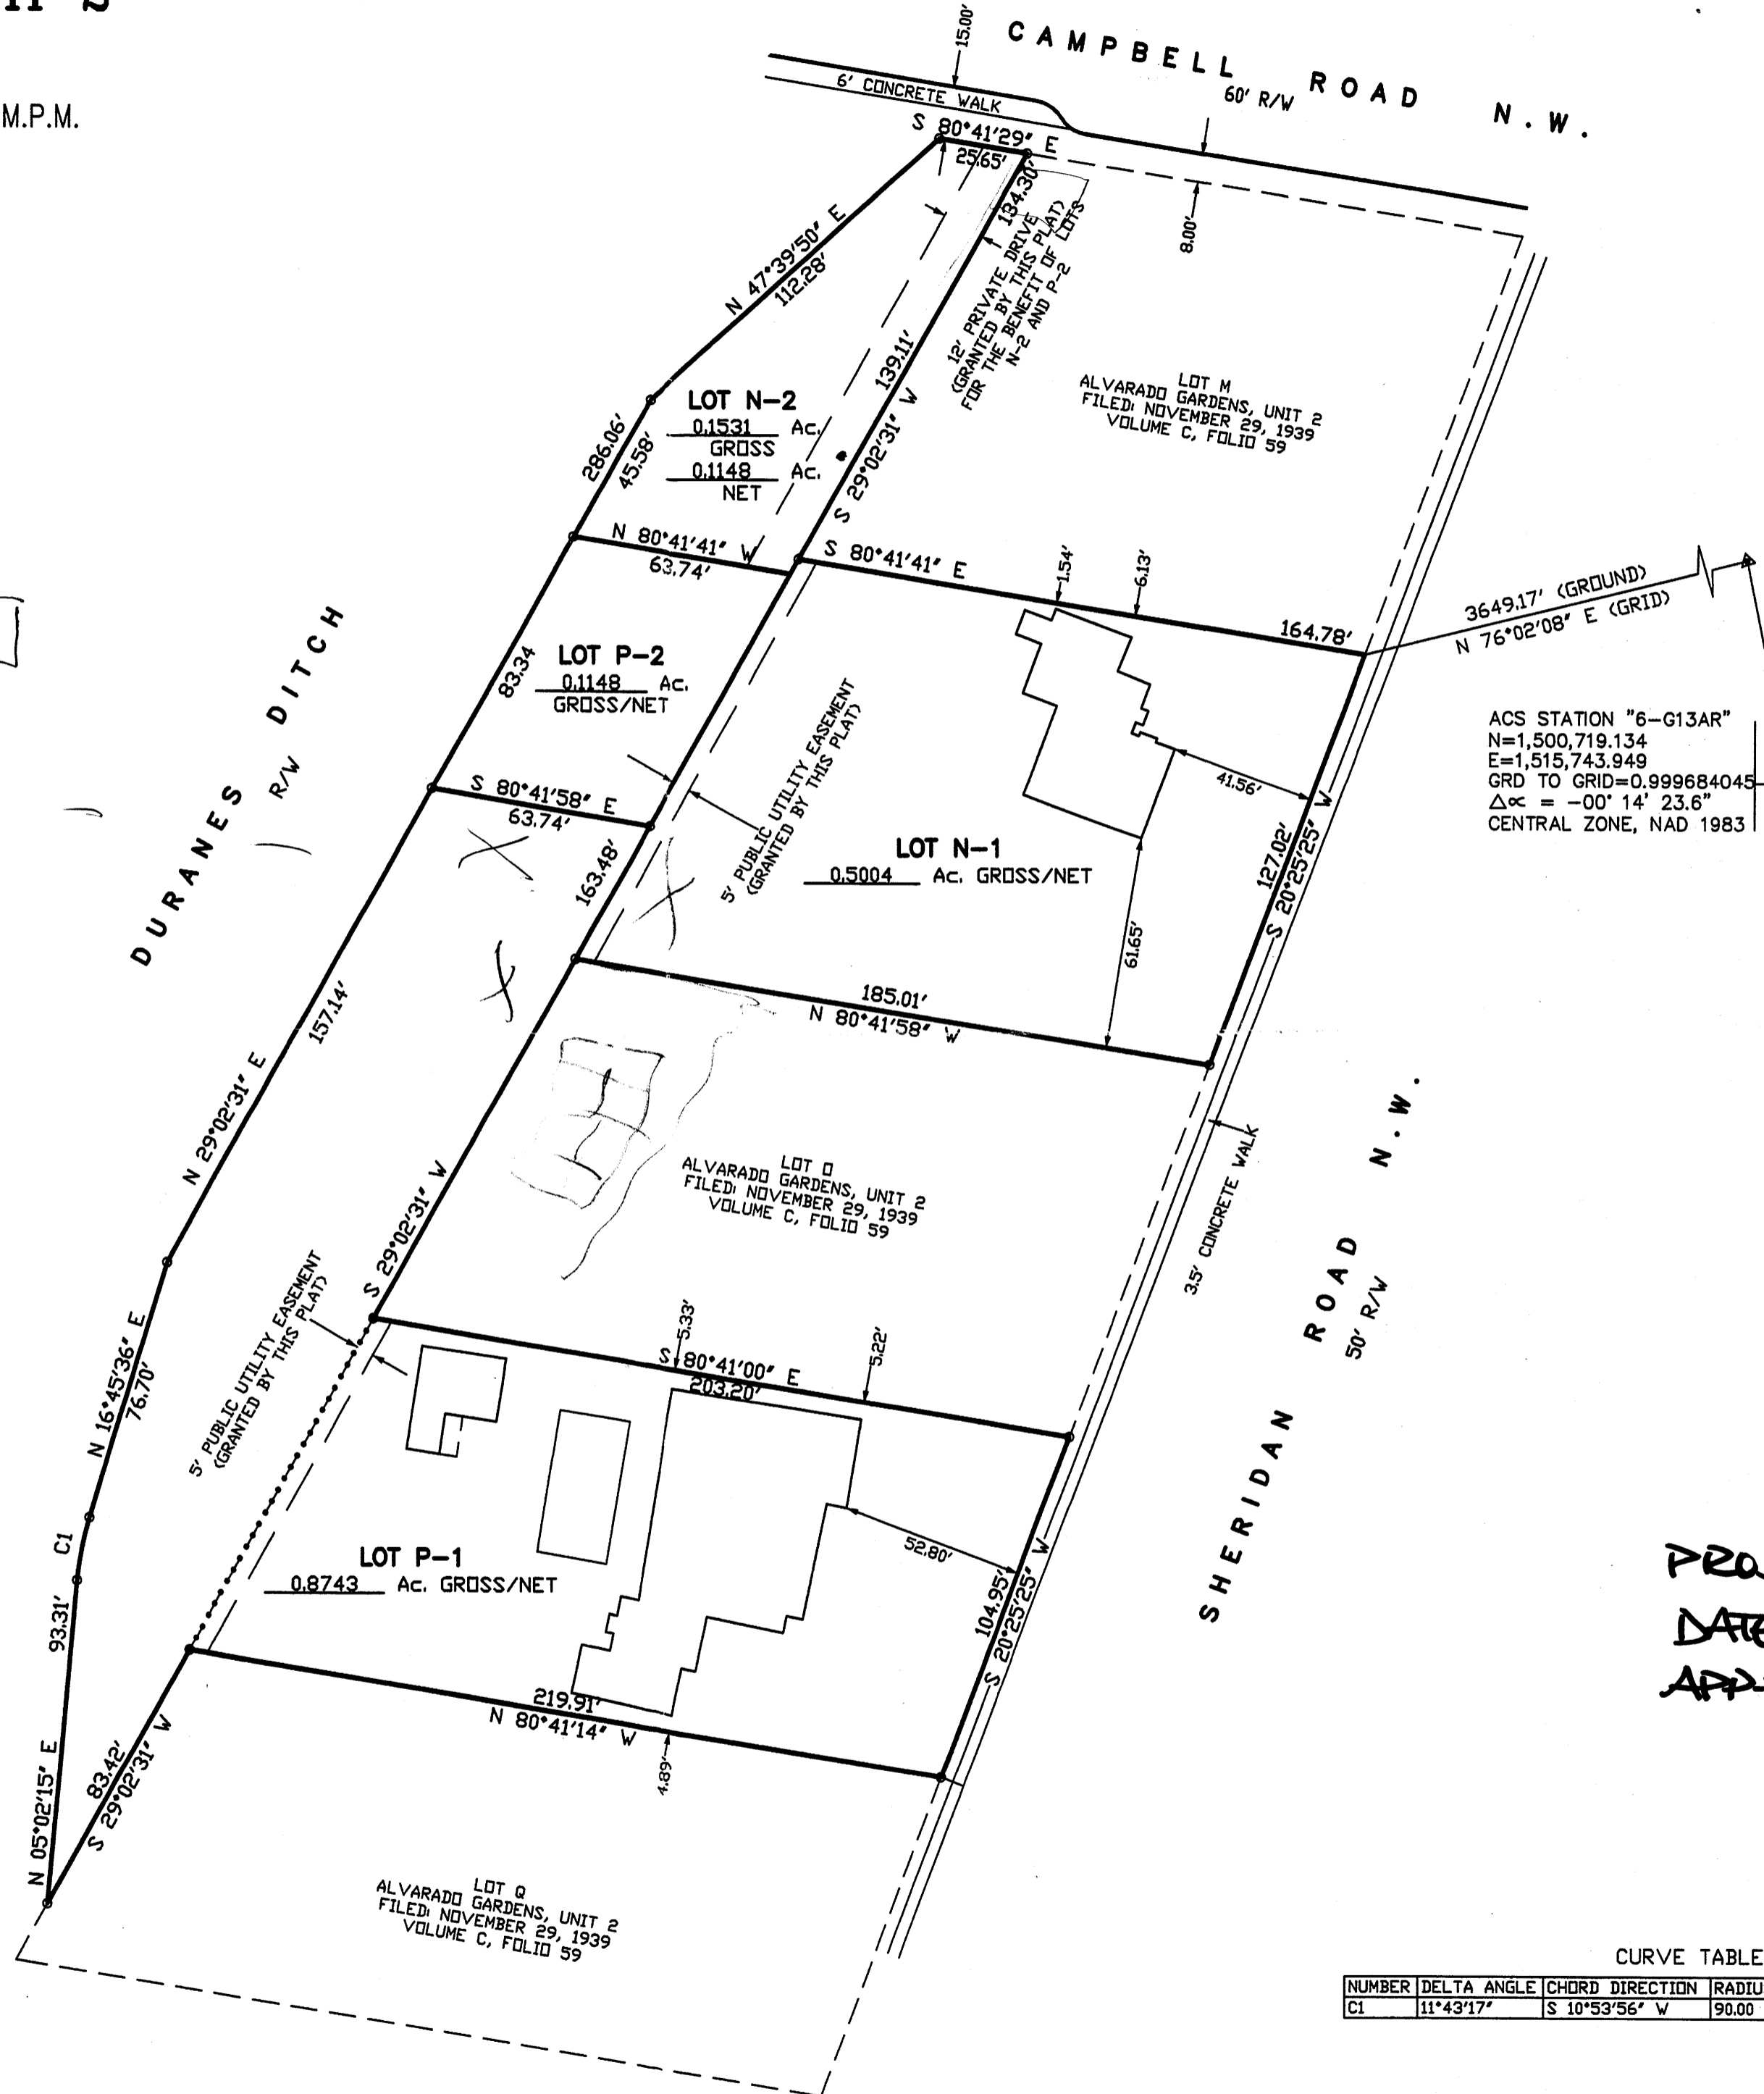 M.P.M.
CAMPBELL ROAD N.W.
60' R/W
15.00'
6' CONCRETE WALK
S 80°41'29" E
25.65'
8.00'
134.30'
12' PRIVATE DRIVE
(GRANTED BY THIS PLAT)
FOR THE BENEFIT OF LOTS
N-2 AND P-2
N 47°39'50" E
112.28'
139.11'
S 29°02'31" W
LOT M
ALVARADO GARDENS, UNIT 2
FILED: NOVEMBER 29, 1939
VOLUME C, FOLIO 59
LOT N-2
0.1531 Ac.
GROSS
0.1148 Ac.
NET
286.06'
45.58'
N 80°41'41" W
63.74'
S 80°41'41" E
1.54'
6.13'
164.78'
3649.17' (GROUND)
N 76°02'08" E (GRID)
DURANES DITCH
R/W
83.34
LOT P-2
0.1148 Ac.
GROSS/NET
5' PUBLIC UTILITY EASEMENT
(GRANTED BY THIS PLAT)
ACS STATION "6-G13AR"
N=1,500,719.134
E=1,515,743.949
GRD TO GRID=0.999684045
Δ∝ = -00° 14' 23.6"
CENTRAL ZONE, NAD 1983
41.56'
S 80°41'58" E
63.74'
163.48'
LOT N-1
0.5004 Ac. GROSS/NET
127.02'
S 20°25'25" W
61.65'
185.01'
N 80°41'58" W
157.14'
N 29°02'31" E
SHERIDAN ROAD N.W.
50' R/W
3.5' CONCRETE WALK
LOT O
ALVARADO GARDENS, UNIT 2
FILED: NOVEMBER 29, 1939
VOLUME C, FOLIO 59
S 29°02'31" W
5' PUBLIC UTILITY EASEMENT
(GRANTED BY THIS PLAT)
5.33'
5.22'
S 80°41'00" E
203.20'
N 16°45'36" E
76.70'
C1
LOT P-1
0.8743 Ac. GROSS/NET
52.80'
104.95'
S 20°25'25" W
93.31'
N 05°02'15" E
83.42'
S 29°02'31" W
219.91'
N 80°41'14" W
4.89'
PROJ
DATE
APP
LOT Q
ALVARADO GARDENS, UNIT 2
FILED: NOVEMBER 29, 1939
VOLUME C, FOLIO 59
CURVE TABLE
NUMBER DELTA ANGLE CHORD DIRECTION RADIU
C1 11°43'17" S 10°53'56" W 90.00